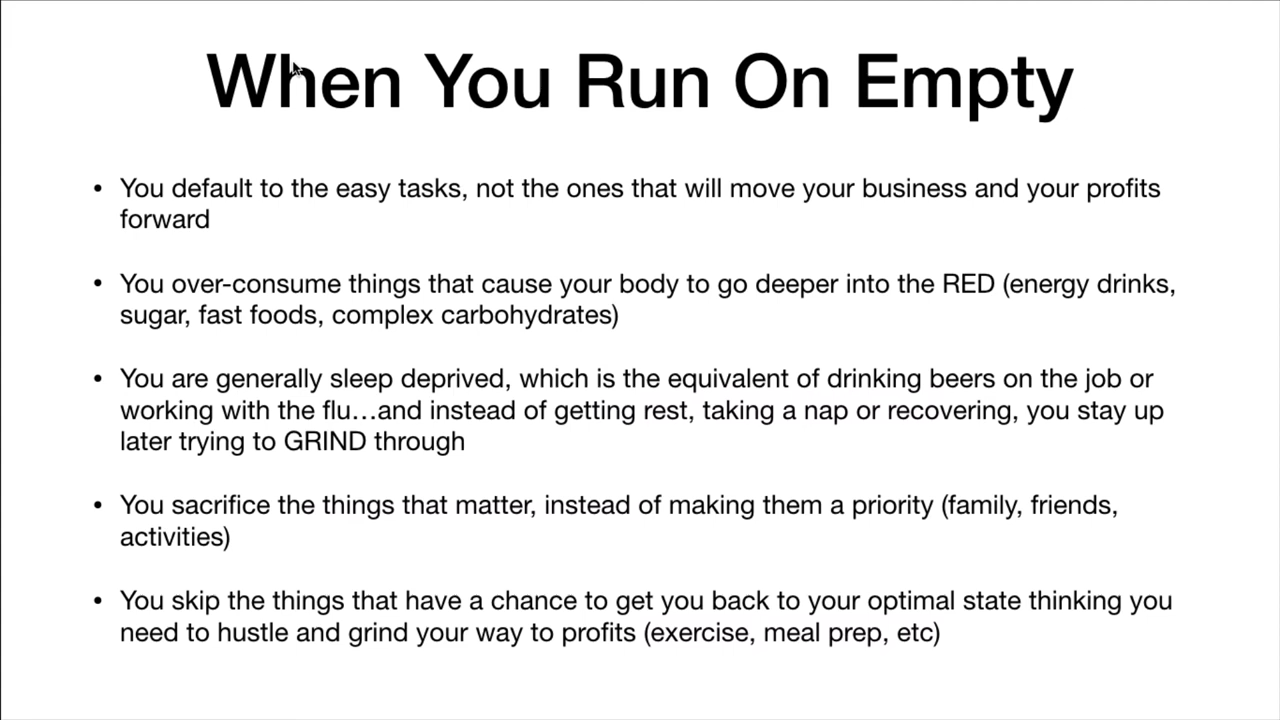 When You Run On Empty
• You default to the easy tasks, not the ones that will move your business and your profits
forward
• You over-consume things that cause your body to go deeper into the RED (energy drinks,
sugar, fast foods, complex carbohydrates)
• You are generally sleep deprived, which is the equivalent of drinking beers on the job or
working with the flu…and instead of getting rest, taking a nap or recovering, you stay up
later trying to GRIND through
• You sacrifice the things that matter, instead of making them a priority (family, friends,
activities)
• You skip the things that have a chance to get you back to your optimal state thinking you
need to hustle and grind your way to profits (exercise, meal prep, etc)